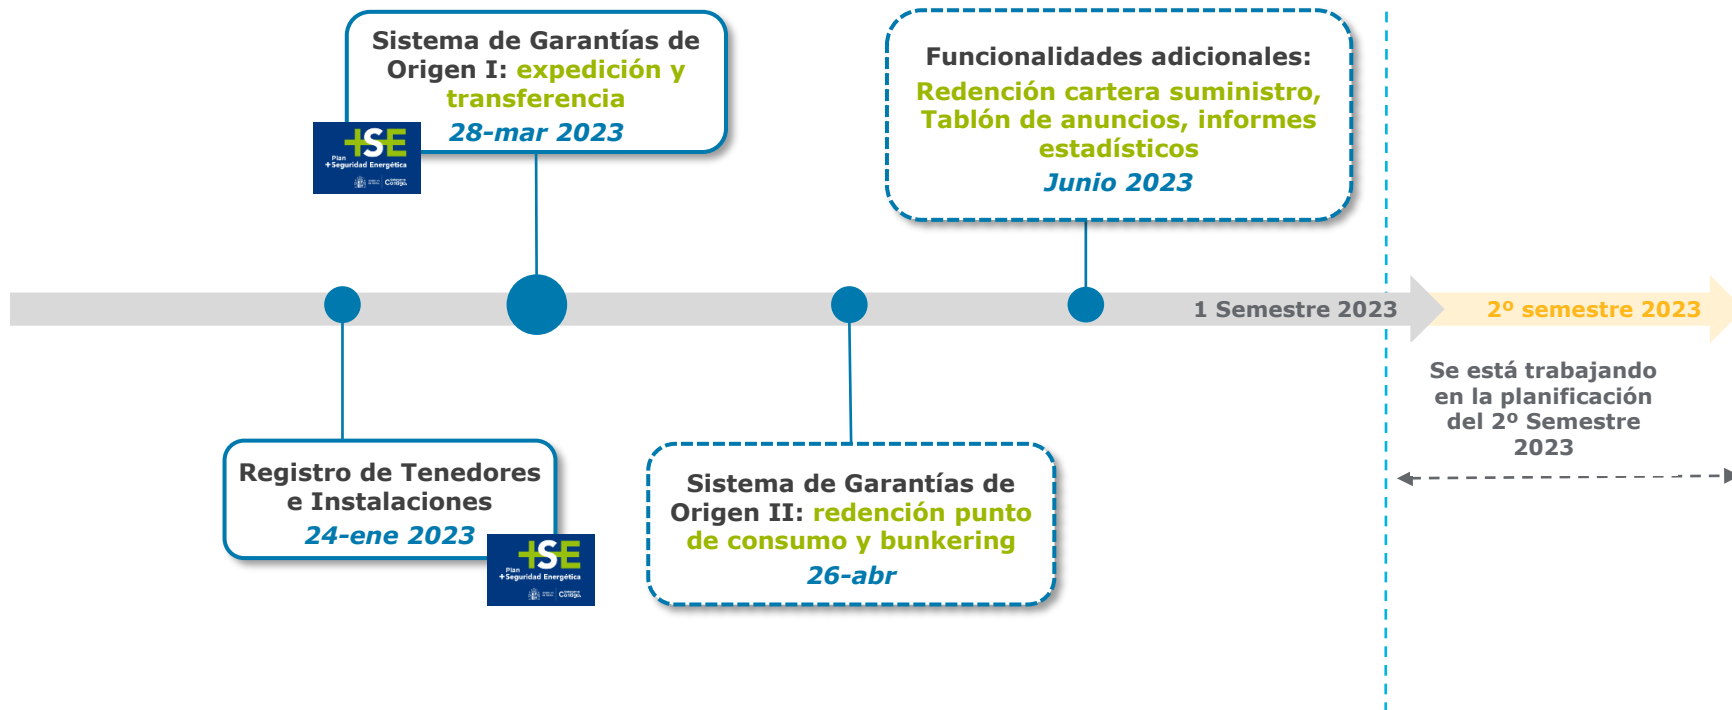 Sistema de Garantías de
Origen I: expedición y
transferencia
28-mar 2023
+SE
Plan
+Seguridad Energética
Contigo.
Funcionalidades adicionales:
Redención cartera suministro,
Tablón de anuncios, informes
estadísticos
Junio 2023
1 Semestre 2023
2º semestre 2023
Se está trabajando
en la planificación
del 2º Semestre
2023
Registro de Tenedores
e Instalaciones
24-ene 2023
+SE
Plan
+Seguridad Energética
Contigo.
Sistema de Garantías de
Origen II: redención punto
de consumo y bunkering
26-abr